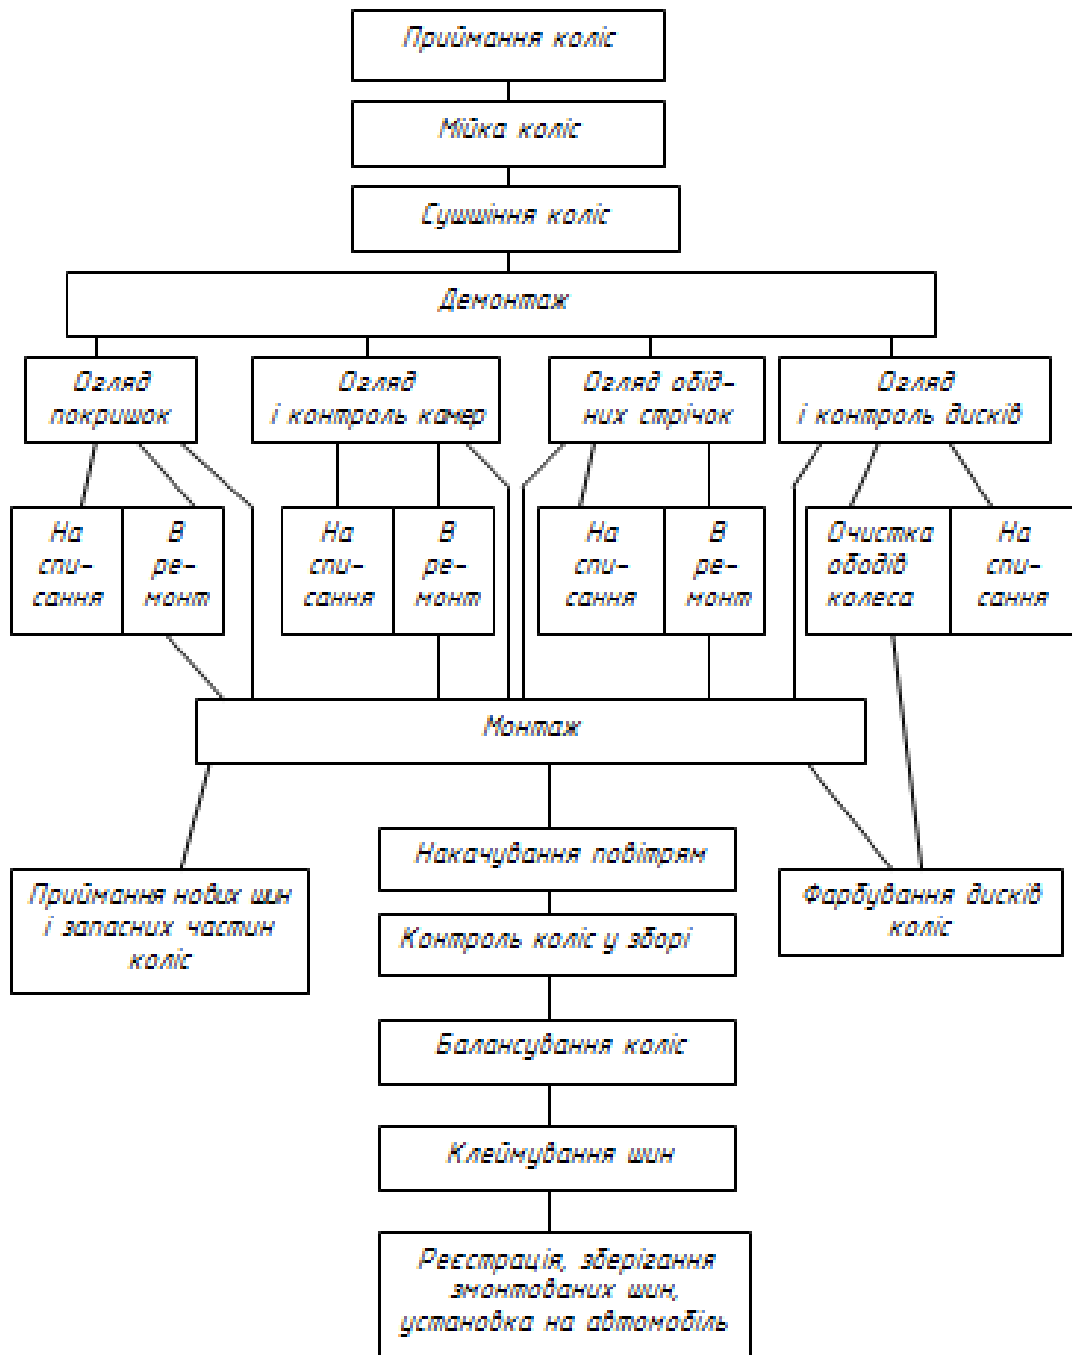 Приймання коліс
Мійка коліс
Сушшіння коліс
Демонтаж
Огляд
покришок
Огляд
і контроль камер
Огляд обід-
них стрічок
Огляд
і контроль дисків
На
спи-
сання
В
ре-
монт
На
спи-
сання
В
ре-
монт
На
спи-
сання
В
ре-
монт
Очистка
ободів
колеса
На
спи-
сання
Монтаж
Накачування повітрям
Приймання нових шин
і запасних частин
коліс
Фарбування дисків
коліс
Контроль коліс у зборі
Балансування коліс
Клеймування шин
Реєстрація, зберігання
змонтованих шин,
установка на автомобіль